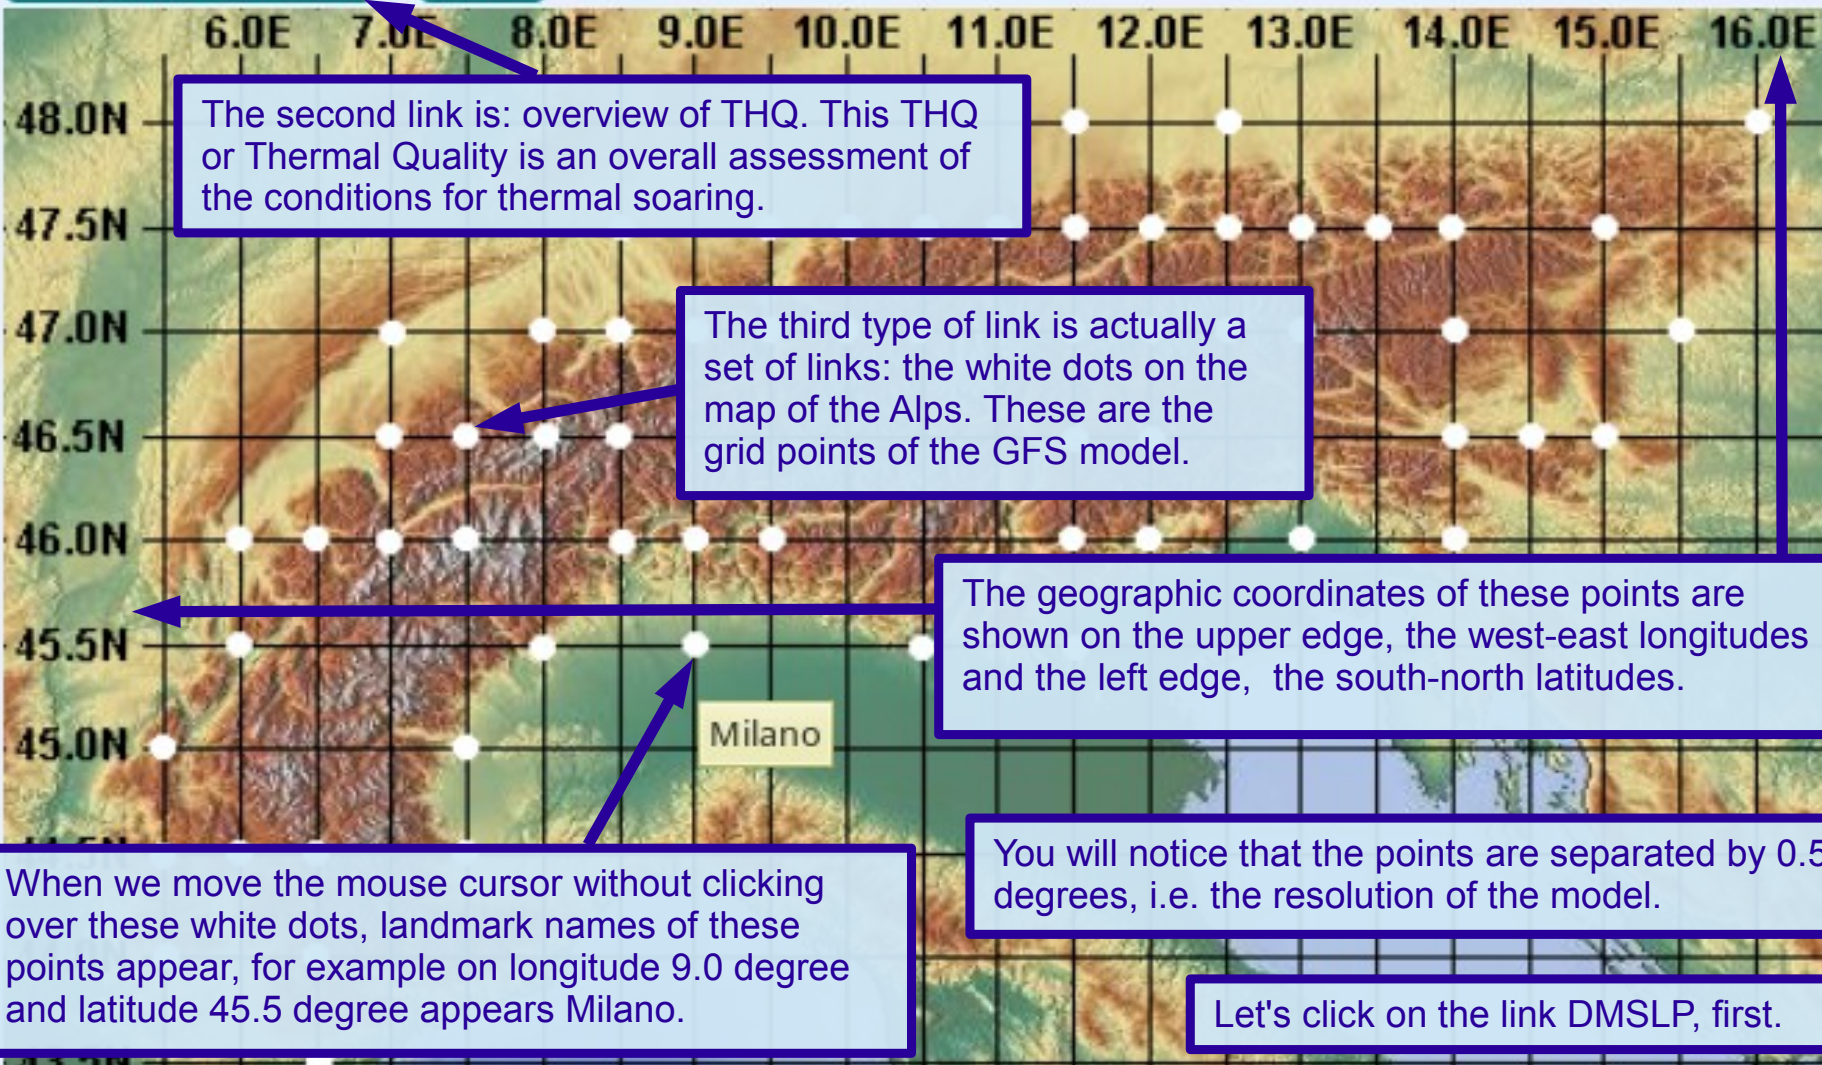 6.0E 7.0E 8.0E 9.0E 10.0E 11.0E 12.0E 13.0E 14.0E 15.0E 16.0E
48.0N
The second link is: overview of THQ. This THQ
or Thermal Quality is an overall assessment of
the conditions for thermal soaring.
47.5N
47.0N
The third type of link is actually a
set of links: the white dots on the
map of the Alps. These are the
grid points of the GFS model.
46.5N
46.0N
The geographic coordinates of these points are
shown on the upper edge, the west-east longitudes
and the left edge, the south-north latitudes.
45.5N
Milano
45.0N
You will notice that the points are separated by 0.5
degrees, i.e. the resolution of the model.
When we move the mouse cursor without clicking
over these white dots, landmark names of these
points appear, for example on longitude 9.0 degree
and latitude 45.5 degree appears Milano.
Let's click on the link DMSLP, first.